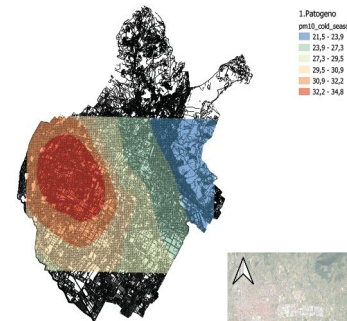 1.Patogeno
pm10_cold_seaso
21,5 - 23,9
23,9 - 27,3
27,3 - 29,5
29,5 - 30,9
30,9 - 32,2
32,2 - 34,8